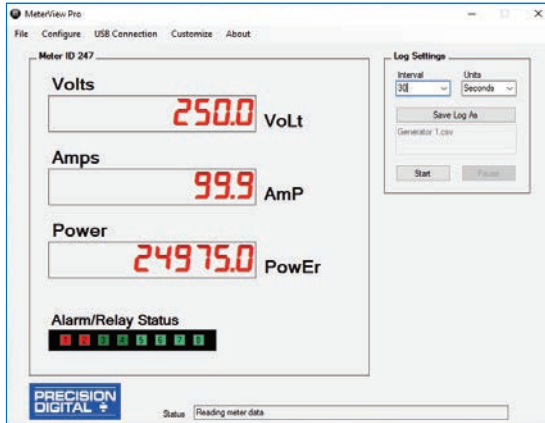 MeterView Pro
File Configure USB Connection Customize About
Meter ID 247
Volts
250.0 VoLt
Amps
99.9 AmP
Power
24975.0 PowEr
Alarm/Relay Status
1 2 3 4 5 6 7 8
Log Settings
Interval Units
30 Seconds
Save Log As
Generator 1.csv
Start Pause
PRECISION
DIGITAL
Status Reading meter data